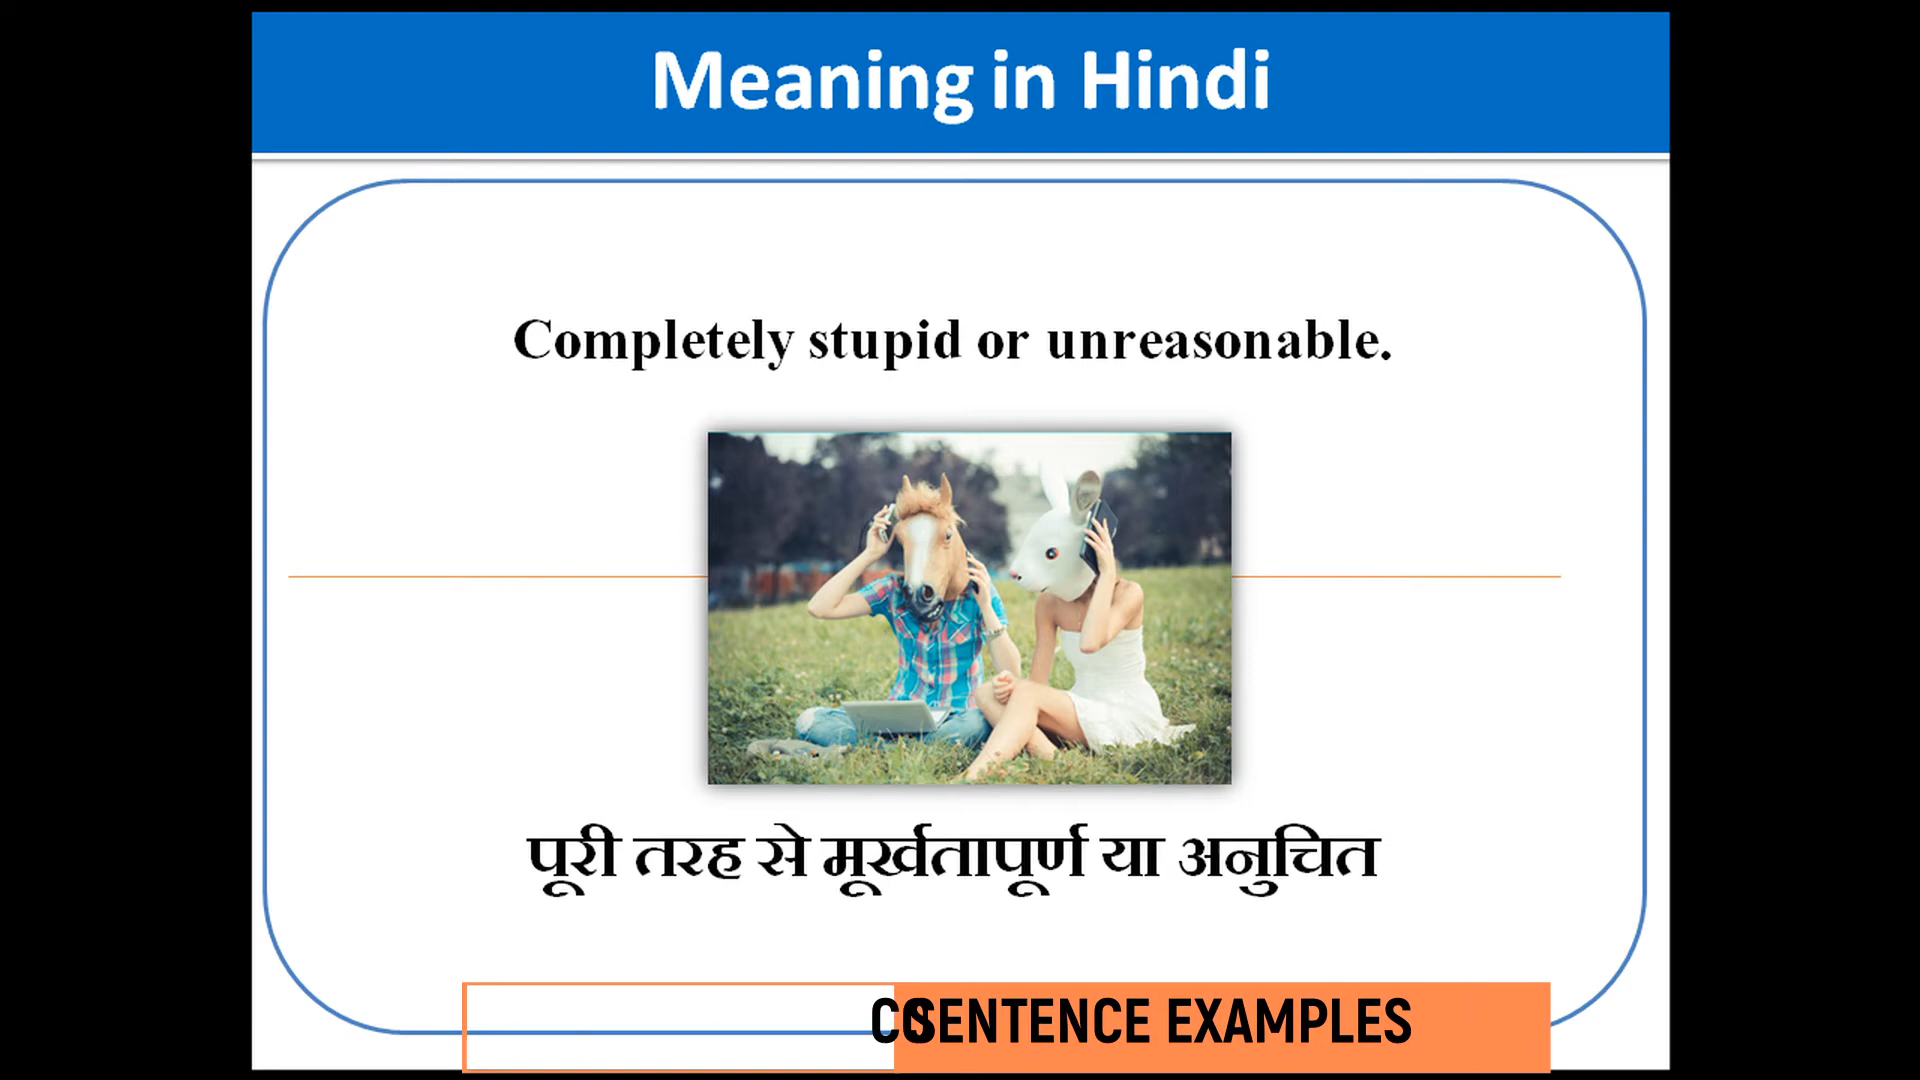 Meaning in Hindi
Completely stupid or unreasonable.
पूरी तरह से मूर्खतापूर्ण या अनुचित
SENTENCE EXAMPLES